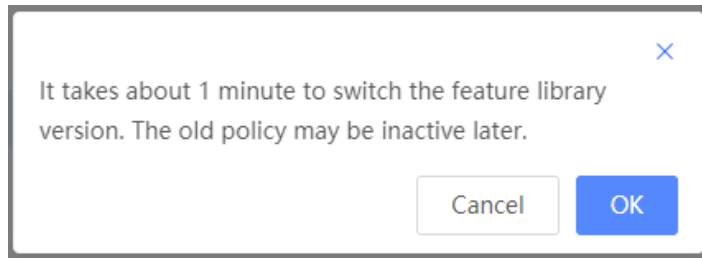 It takes about 1 minute to switch the feature library
version. The old policy may be inactive later.
Cancel
OK